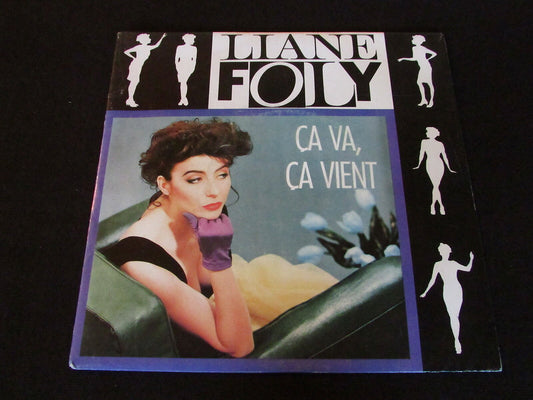 LIANE
FOLY
ÇA VA,
ÇA VIENT